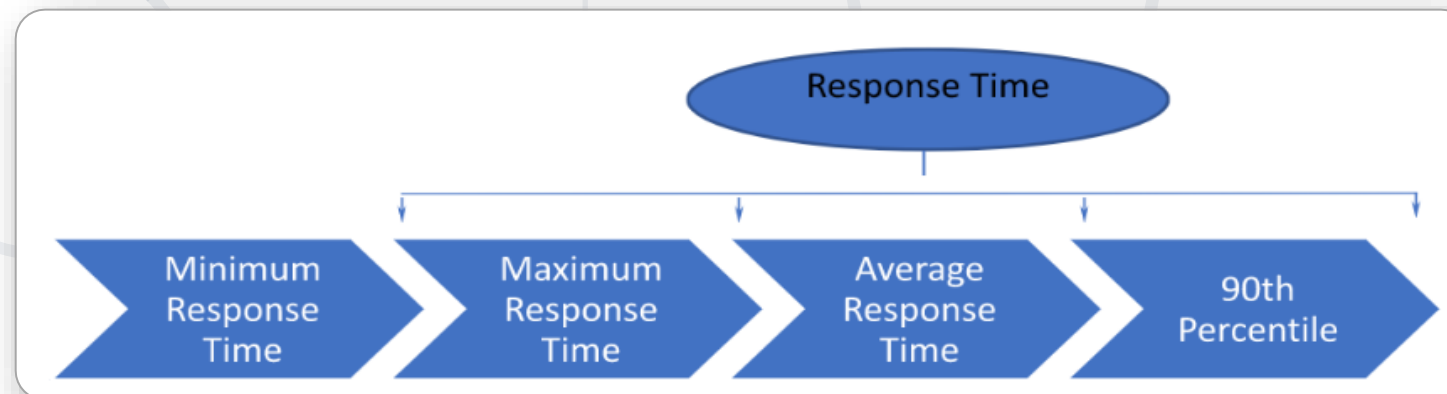 Response Time
Minimum
Response
Time
Maximum
Response
Time
Average
Response
Time
90th
Percentile